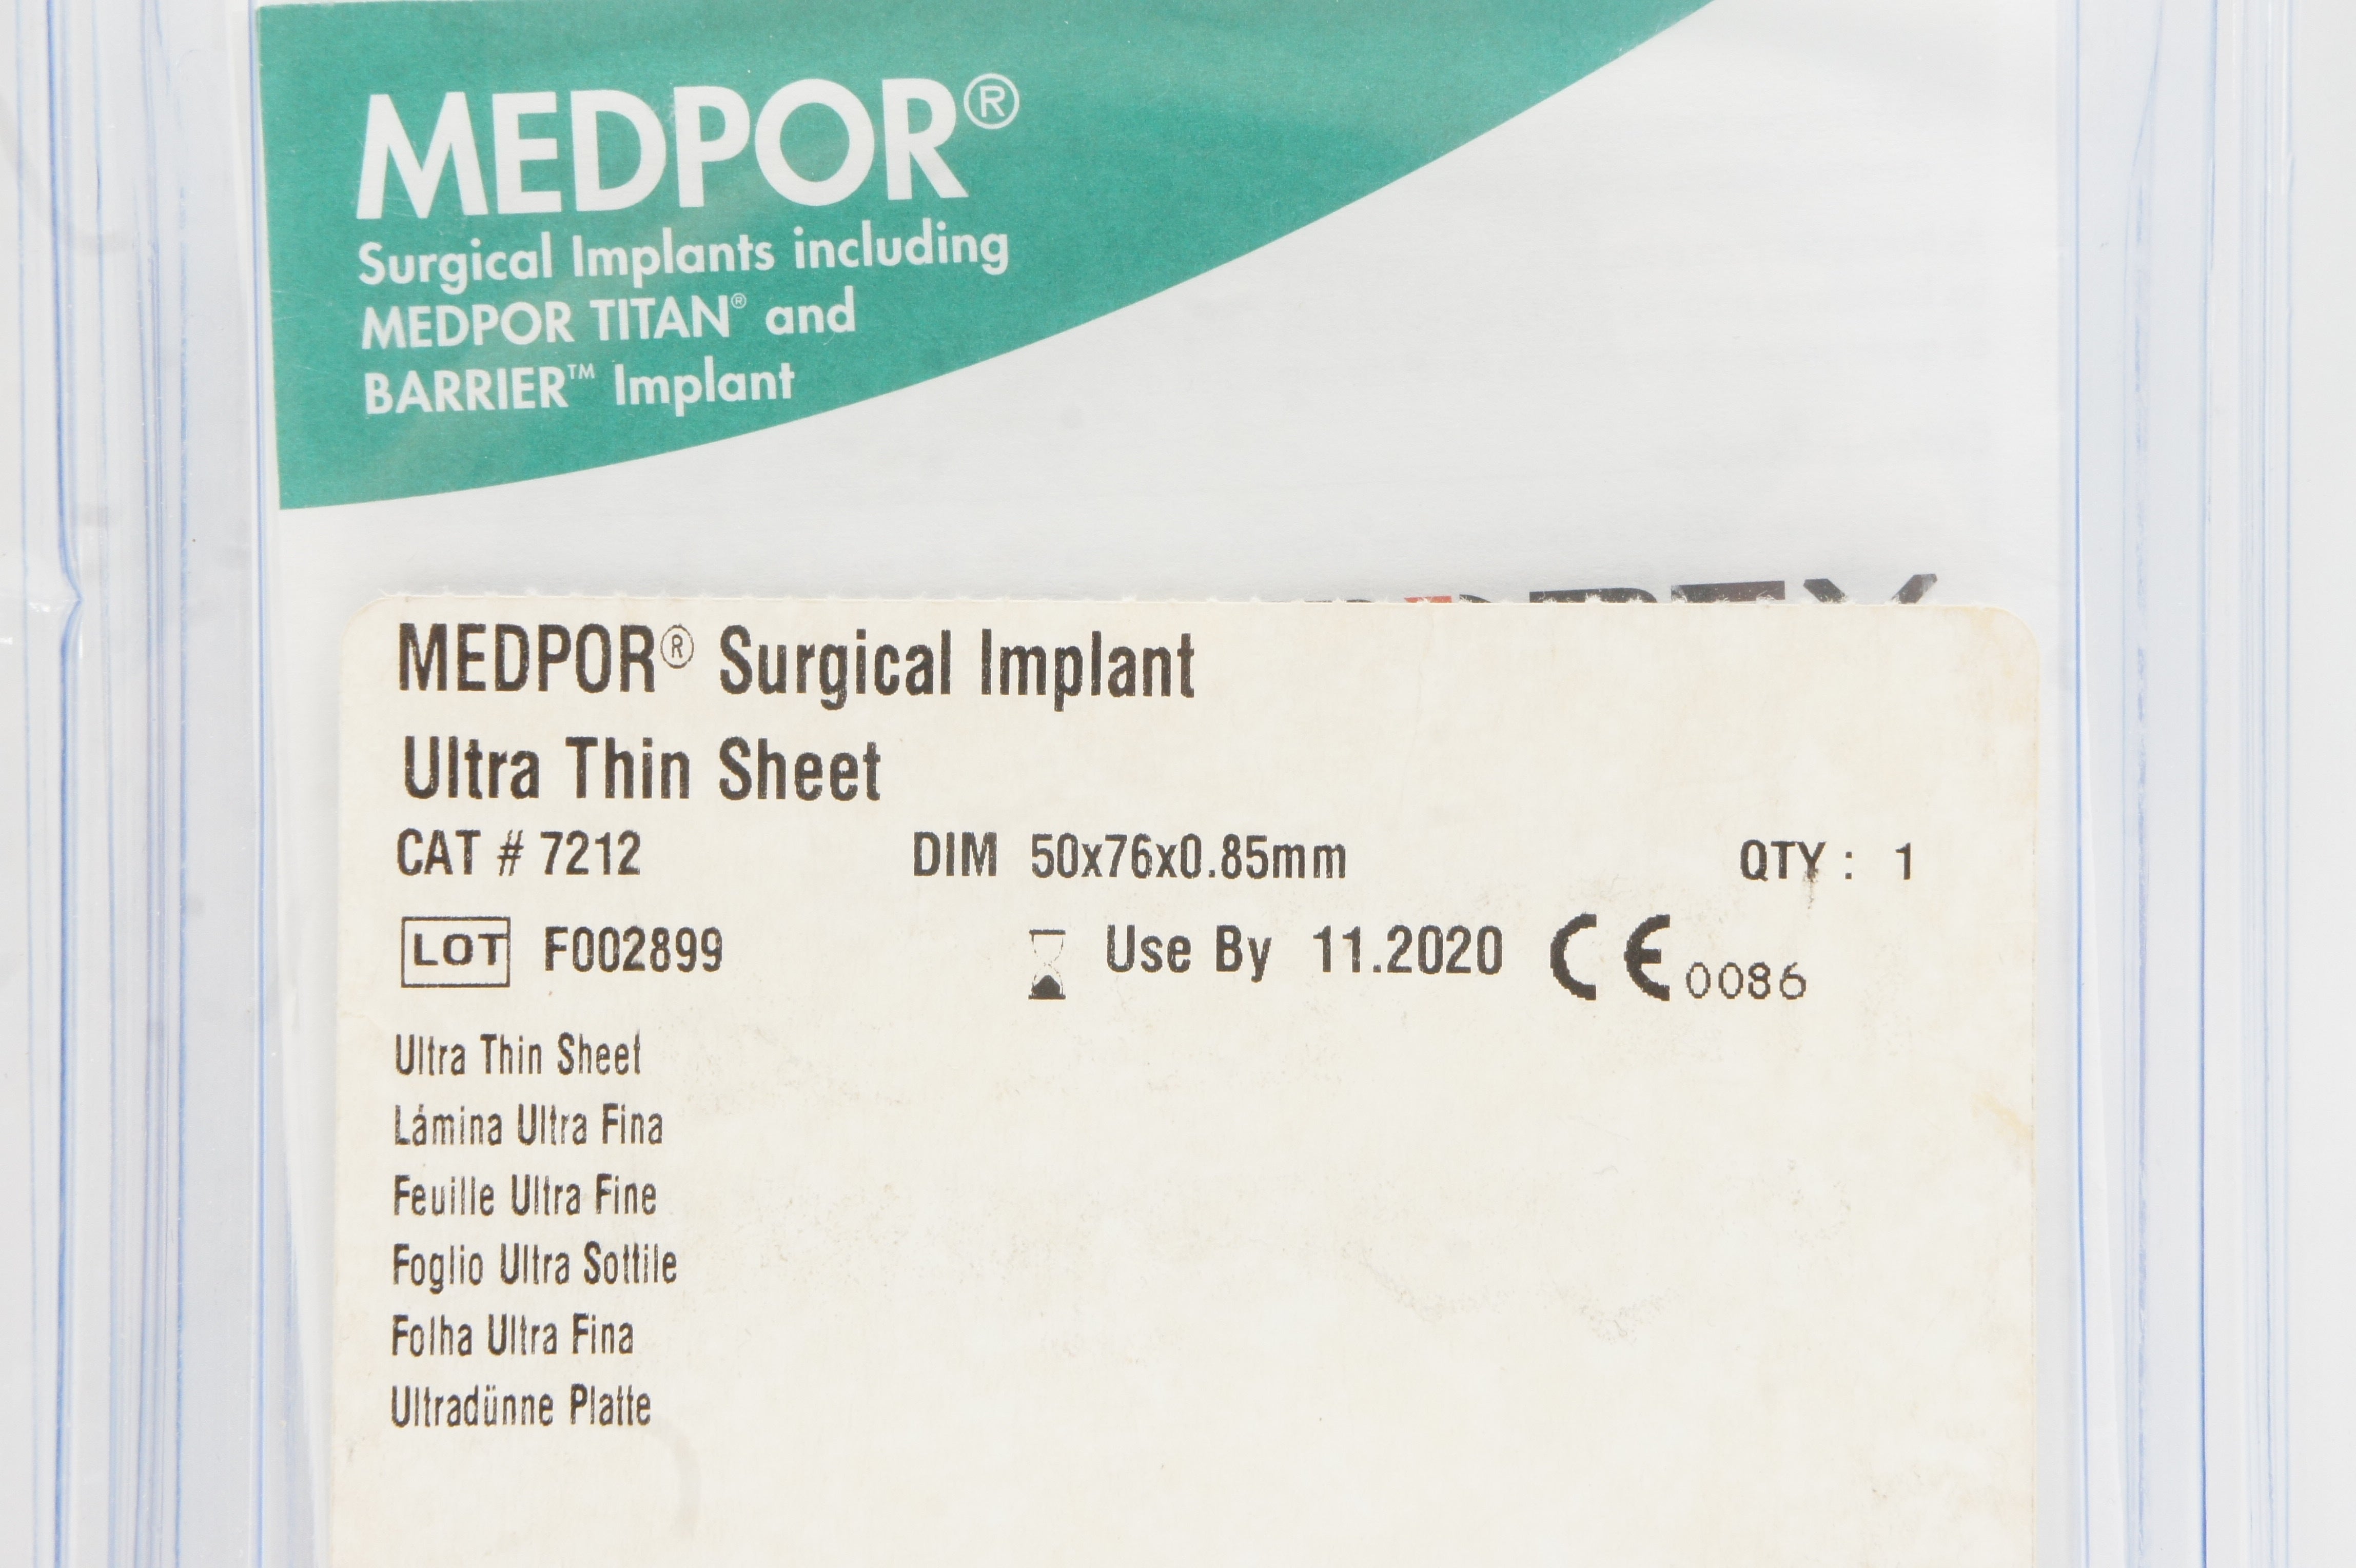 MEDPOR®
Surgical Implants including
MEDPOR TITAN® and
BARRIER™ Implant
MEDPOR® Surgical Implant
Ultra Thin Sheet
CAT # 7212 DIM 50x76x0.85mm QTY : 1
LOT F002899 Use By 11.2020 CE 0086
Ultra Thin Sheet
Lámina Ultra Fina
Feuille Ultra Fine
Foglio Ultra Sottile
Folha Ultra Fina
Ultradünne Platte